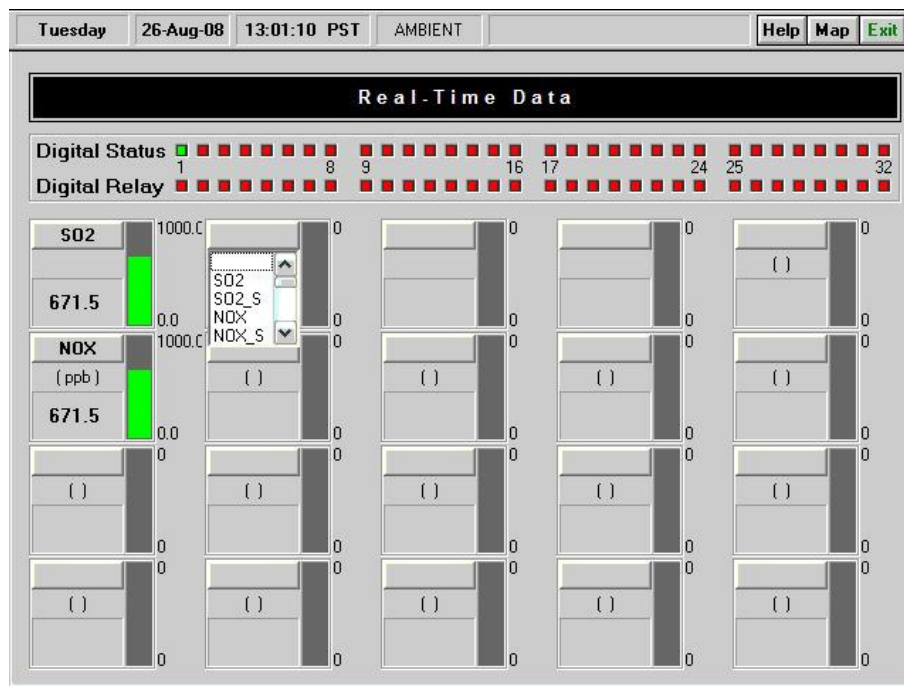 Tuesday 26-Aug-08 13:01:10 PST AMBIENT Help Map Exit
Real-Time Data
Digital Status
1 8 9 16 17 24 25 32
Digital Relay
SO2 1000.0 0 0 0 0
( )
SO2
671.5 SO2_S
0.0 NOX 0 0 0 0
NOX 1000.0 NOX_S 0 0 0 0
( ppb ) ( ) ( ) ( ) ( )
671.5
0.0 0 0 0 0
0 0 0 0 0
( ) ( ) ( ) ( ) ( )
0 0 0 0 0
0 0 0 0 0
( ) ( ) ( ) ( ) ( )
0 0 0 0 0